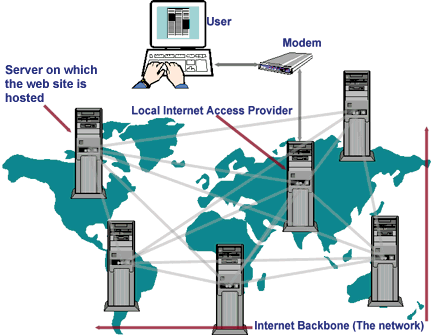 User
Modem
Server on which
the web site is
hosted
Local Internet Access Provider
Internet Backbone (The network)